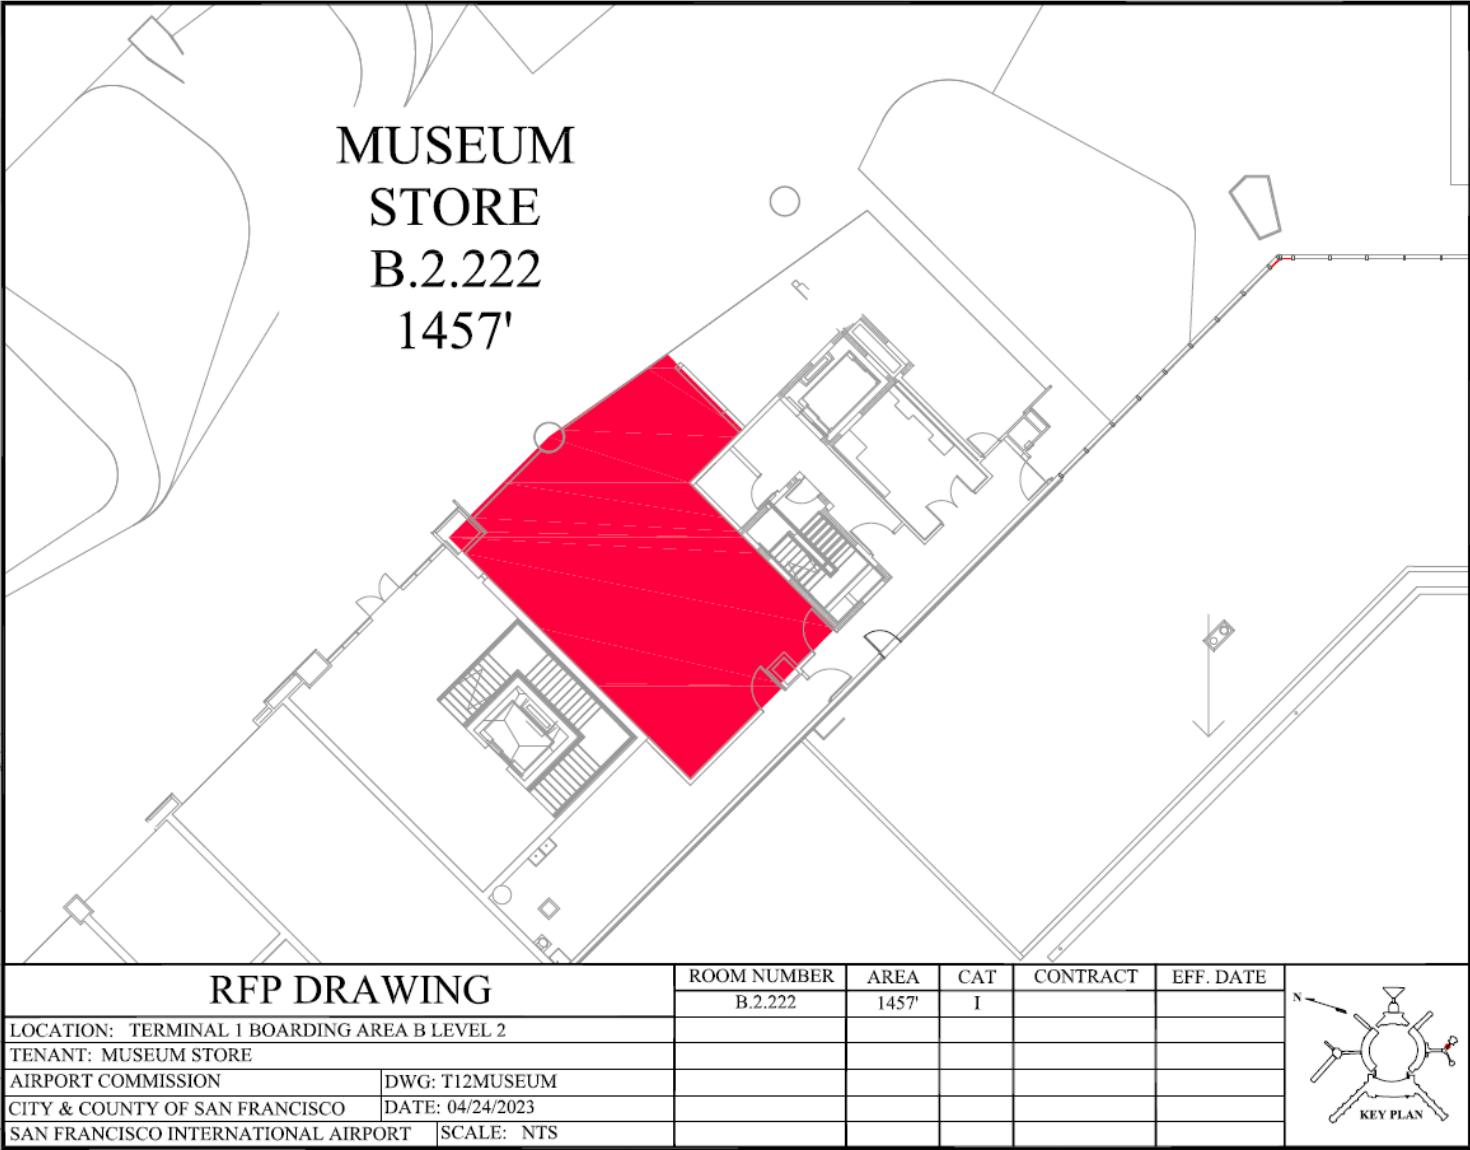 MUSEUM
STORE
B.2.222
1457'
RFP DRAWING
LOCATION: TERMINAL 1 BOARDING AREA B LEVEL 2
TENANT: MUSEUM STORE
AIRPORT COMMISSION
DWG: T12MUSEUM
CITY & COUNTY OF SAN FRANCISCO
DATE: 04/24/2023
SAN FRANCISCO INTERNATIONAL AIRPORT
SCALE: NTS
ROOM NUMBER AREA CAT CONTRACT EFF. DATE
B.2.222 1457' I
N
KEY PLAN